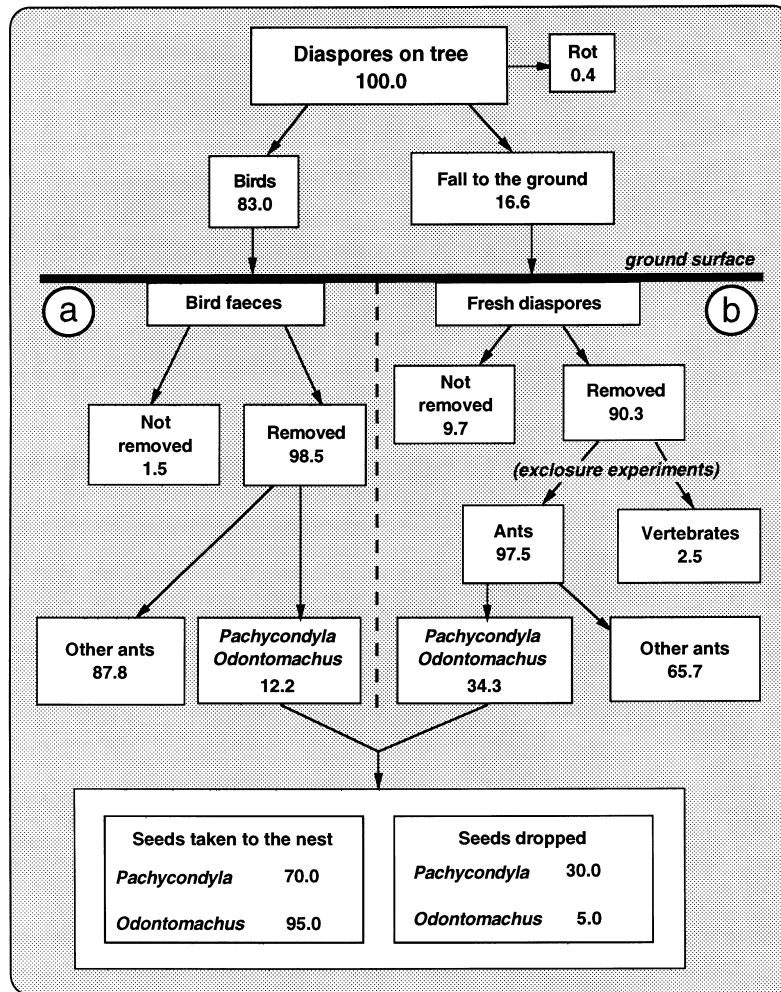 Diaspores on tree
100.0
Rot
0.4
Birds
83.0
Fall to the ground
16.6
ground surface
a
Bird faeces
Fresh diaspores
b
Not
removed
1.5
Removed
98.5
Not
removed
9.7
Removed
90.3
(exclosure experiments)
Ants
97.5
Vertebrates
2.5
Other ants
87.8
Pachycondyla
Odontomachus
12.2
Pachycondyla
Odontomachus
34.3
Other ants
65.7
Seeds taken to the nest
Pachycondyla 70.0
Odontomachus 95.0
Seeds dropped
Pachycondyla 30.0
Odontomachus 5.0